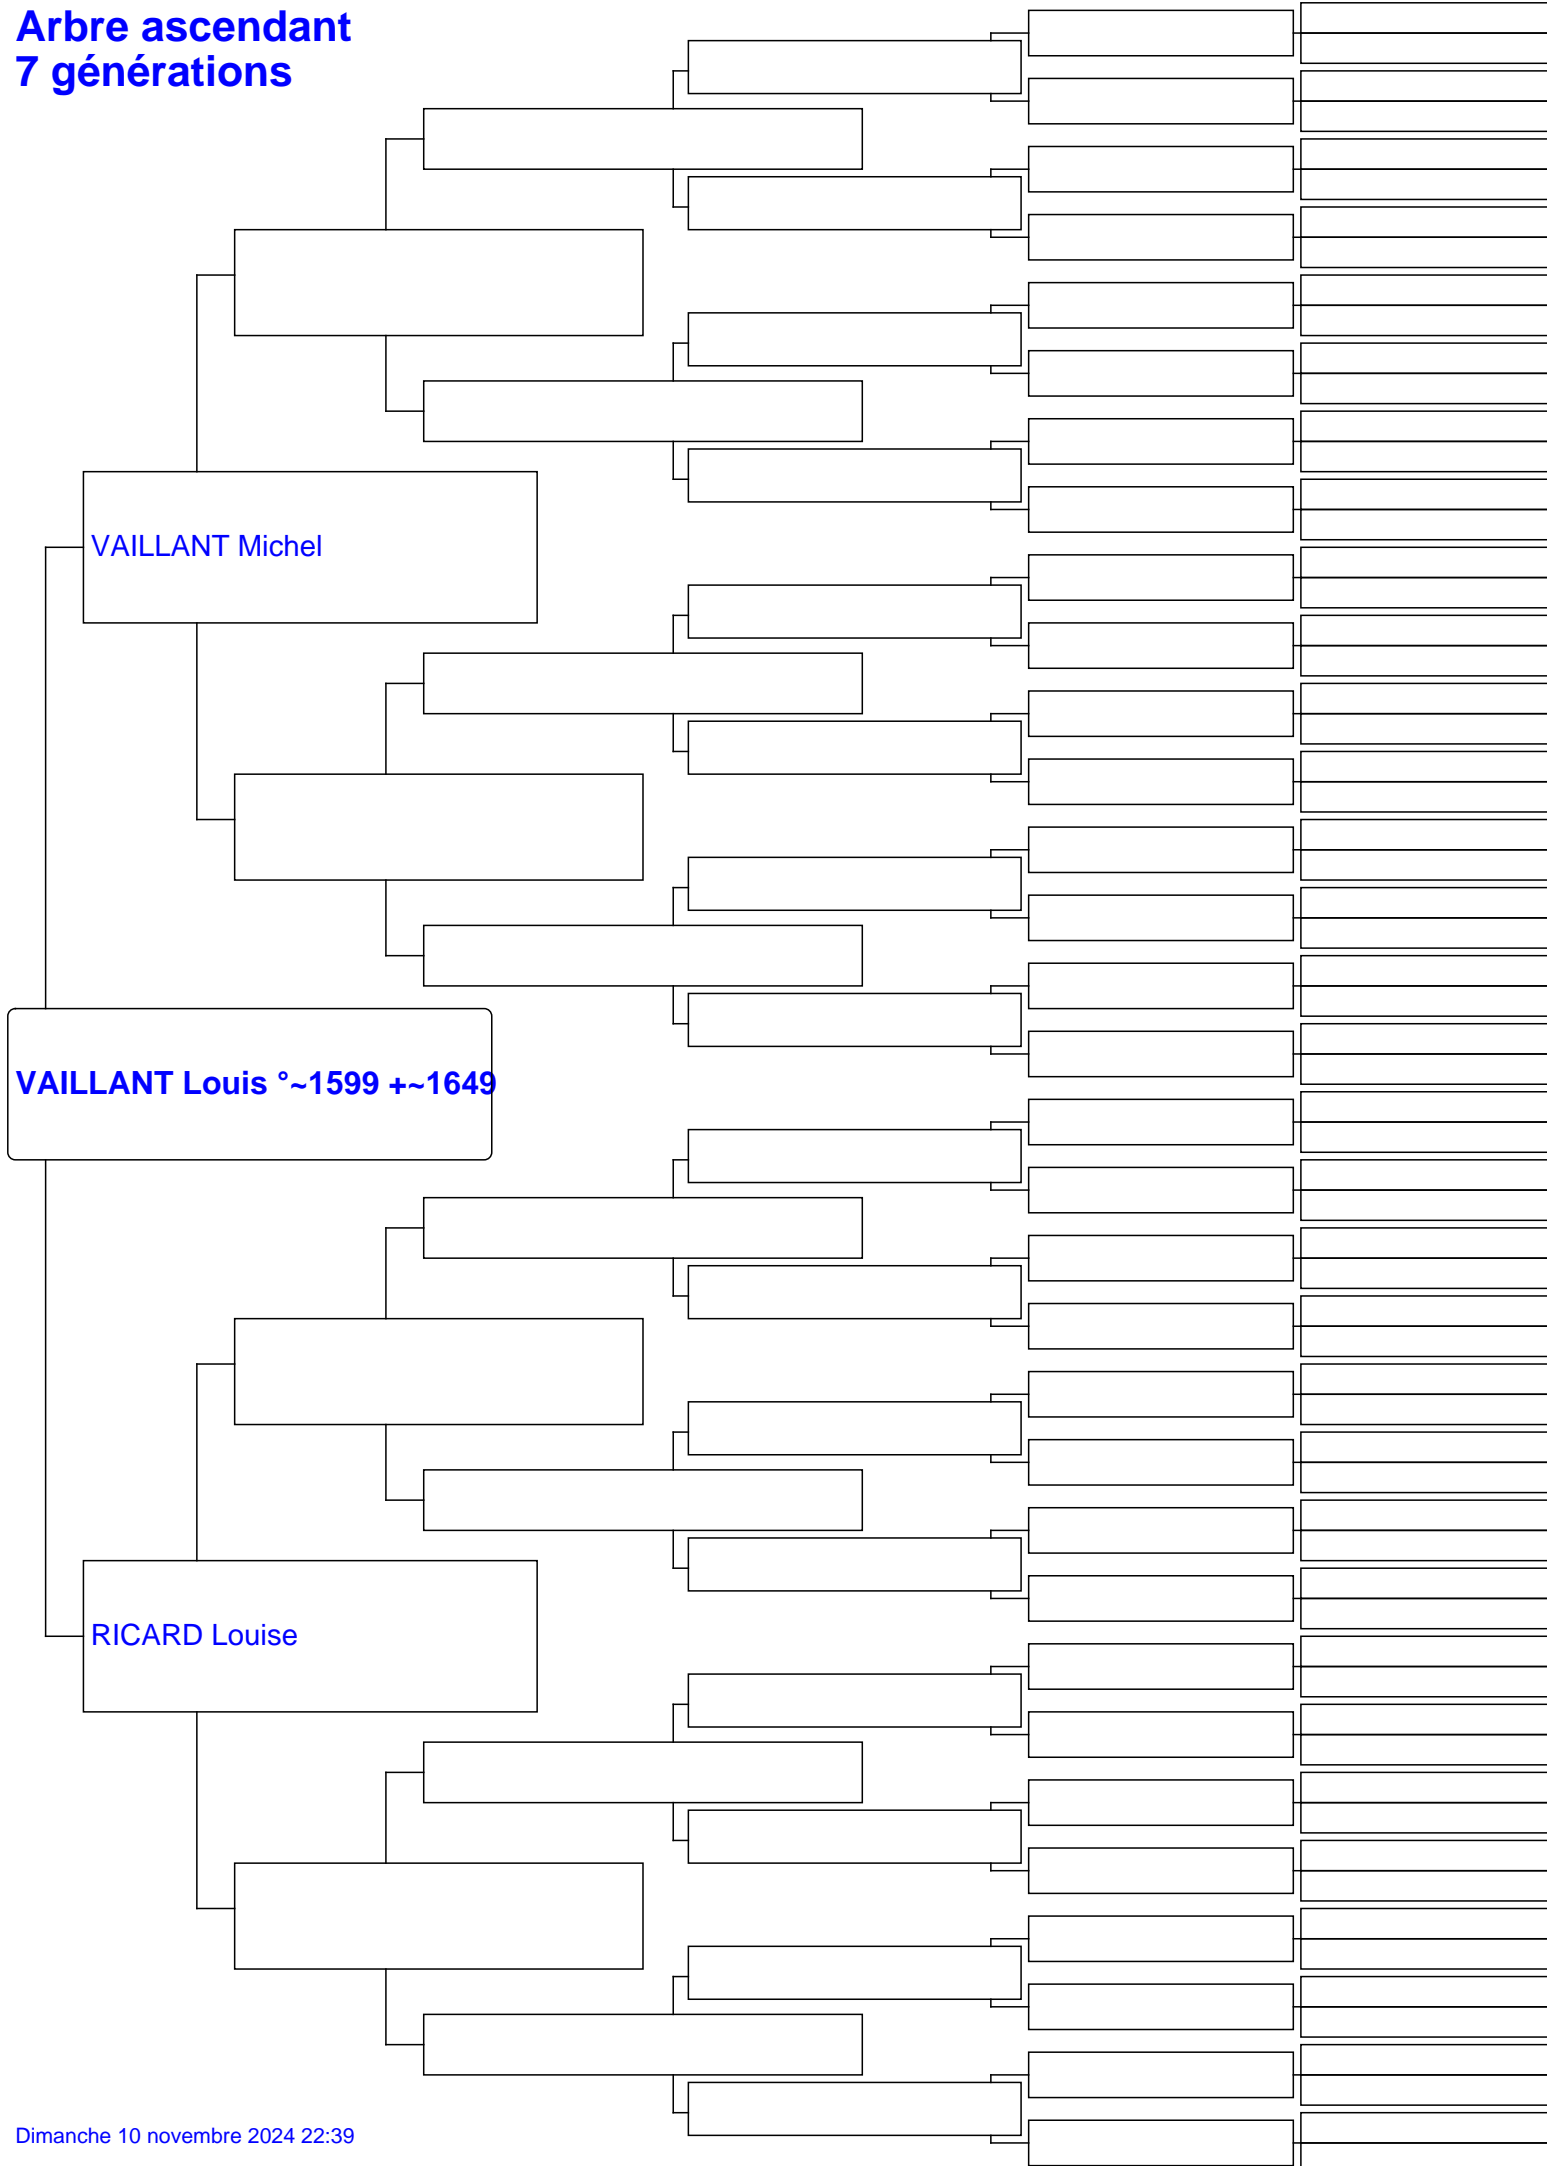 Arbre ascendant
7 générations
VAILLANT Michel
VAILLANT Louis °~1599 +~1649
RICARD Louise
Dimanche 10 novembre 2024 22:39